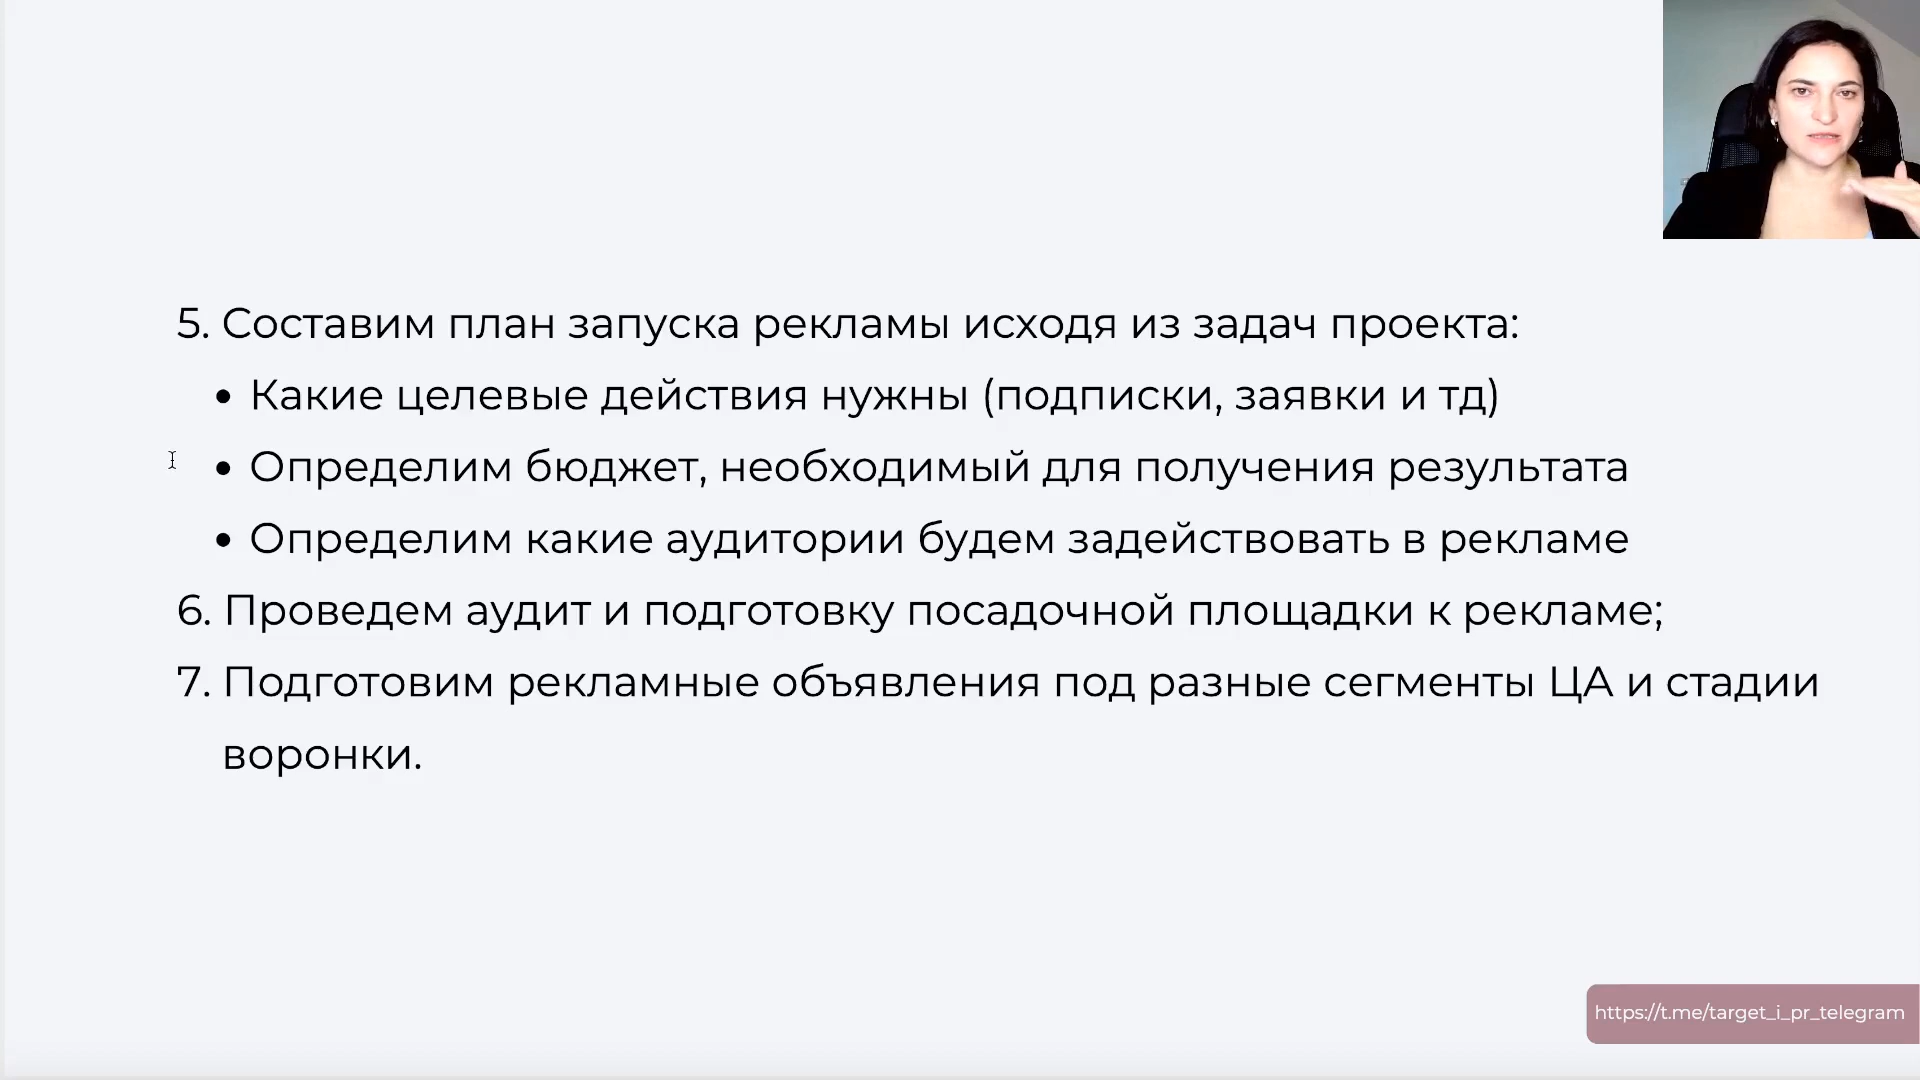 5. Составим план запуска рекламы исходя из задач проекта:
• Какие целевые действия нужны (подписки, заявки и тд)
• Определим бюджет, необходимый для получения результата
• Определим какие аудитории будем задействовать в рекламе
6. Проведем аудит и подготовку посадочной площадки к рекламе;
7. Подготовим рекламные объявления под разные сегменты ЦА и стадии
воронки.
https://t.me/target_i_pr_telegram